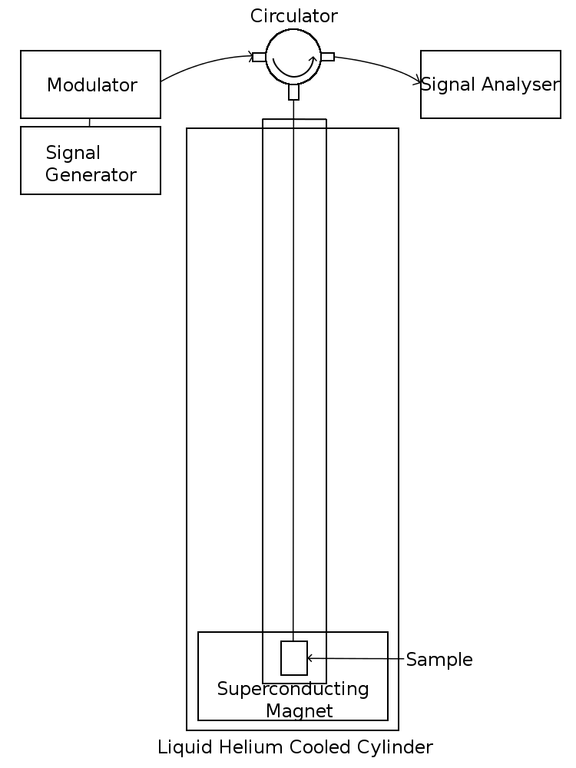 Circulator
Modulator
Signal Analyser
Signal
Generator
Sample
Superconducting
Magnet
Liquid Helium Cooled Cylinder